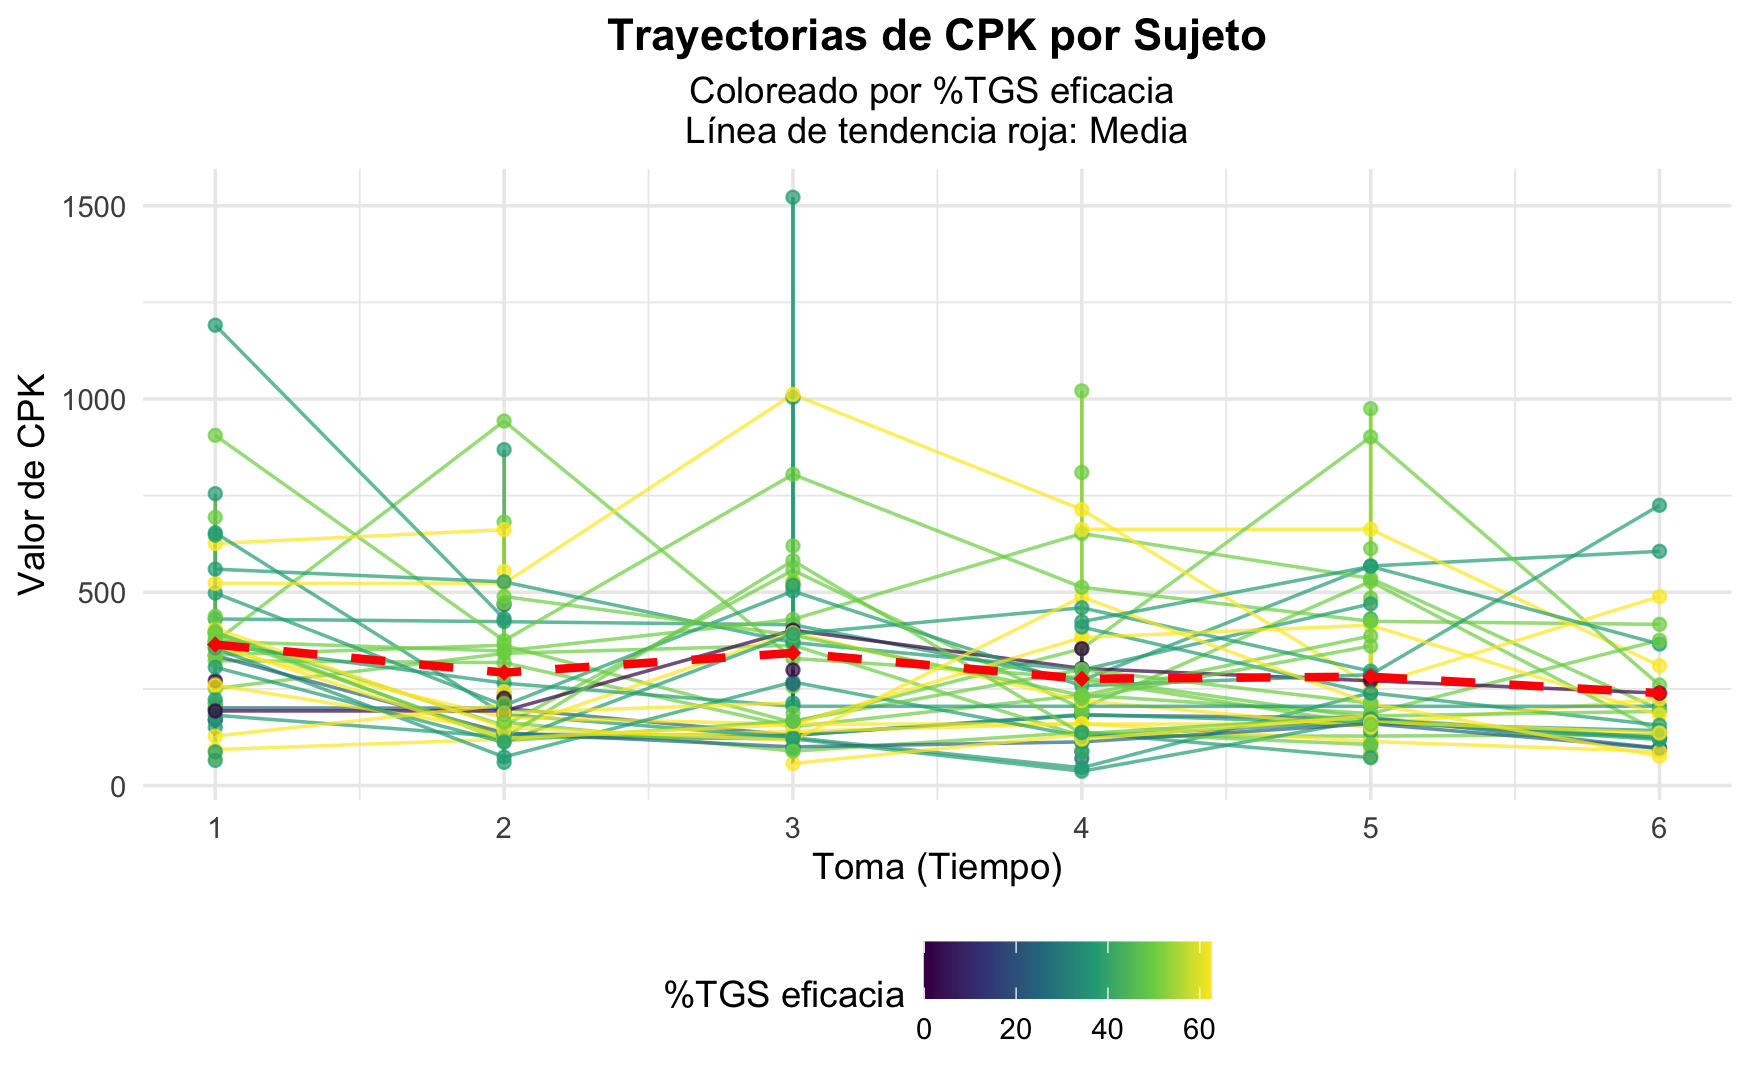 Trayectorias de CPK por Sujeto
Coloreado por %TGS eficacia
Línea de tendencia roja: Media
Valor de CPK
1500
1000
500
0
1 2 3 4 5 6
Toma (Tiempo)
%TGS eficacia
0 20 40 60